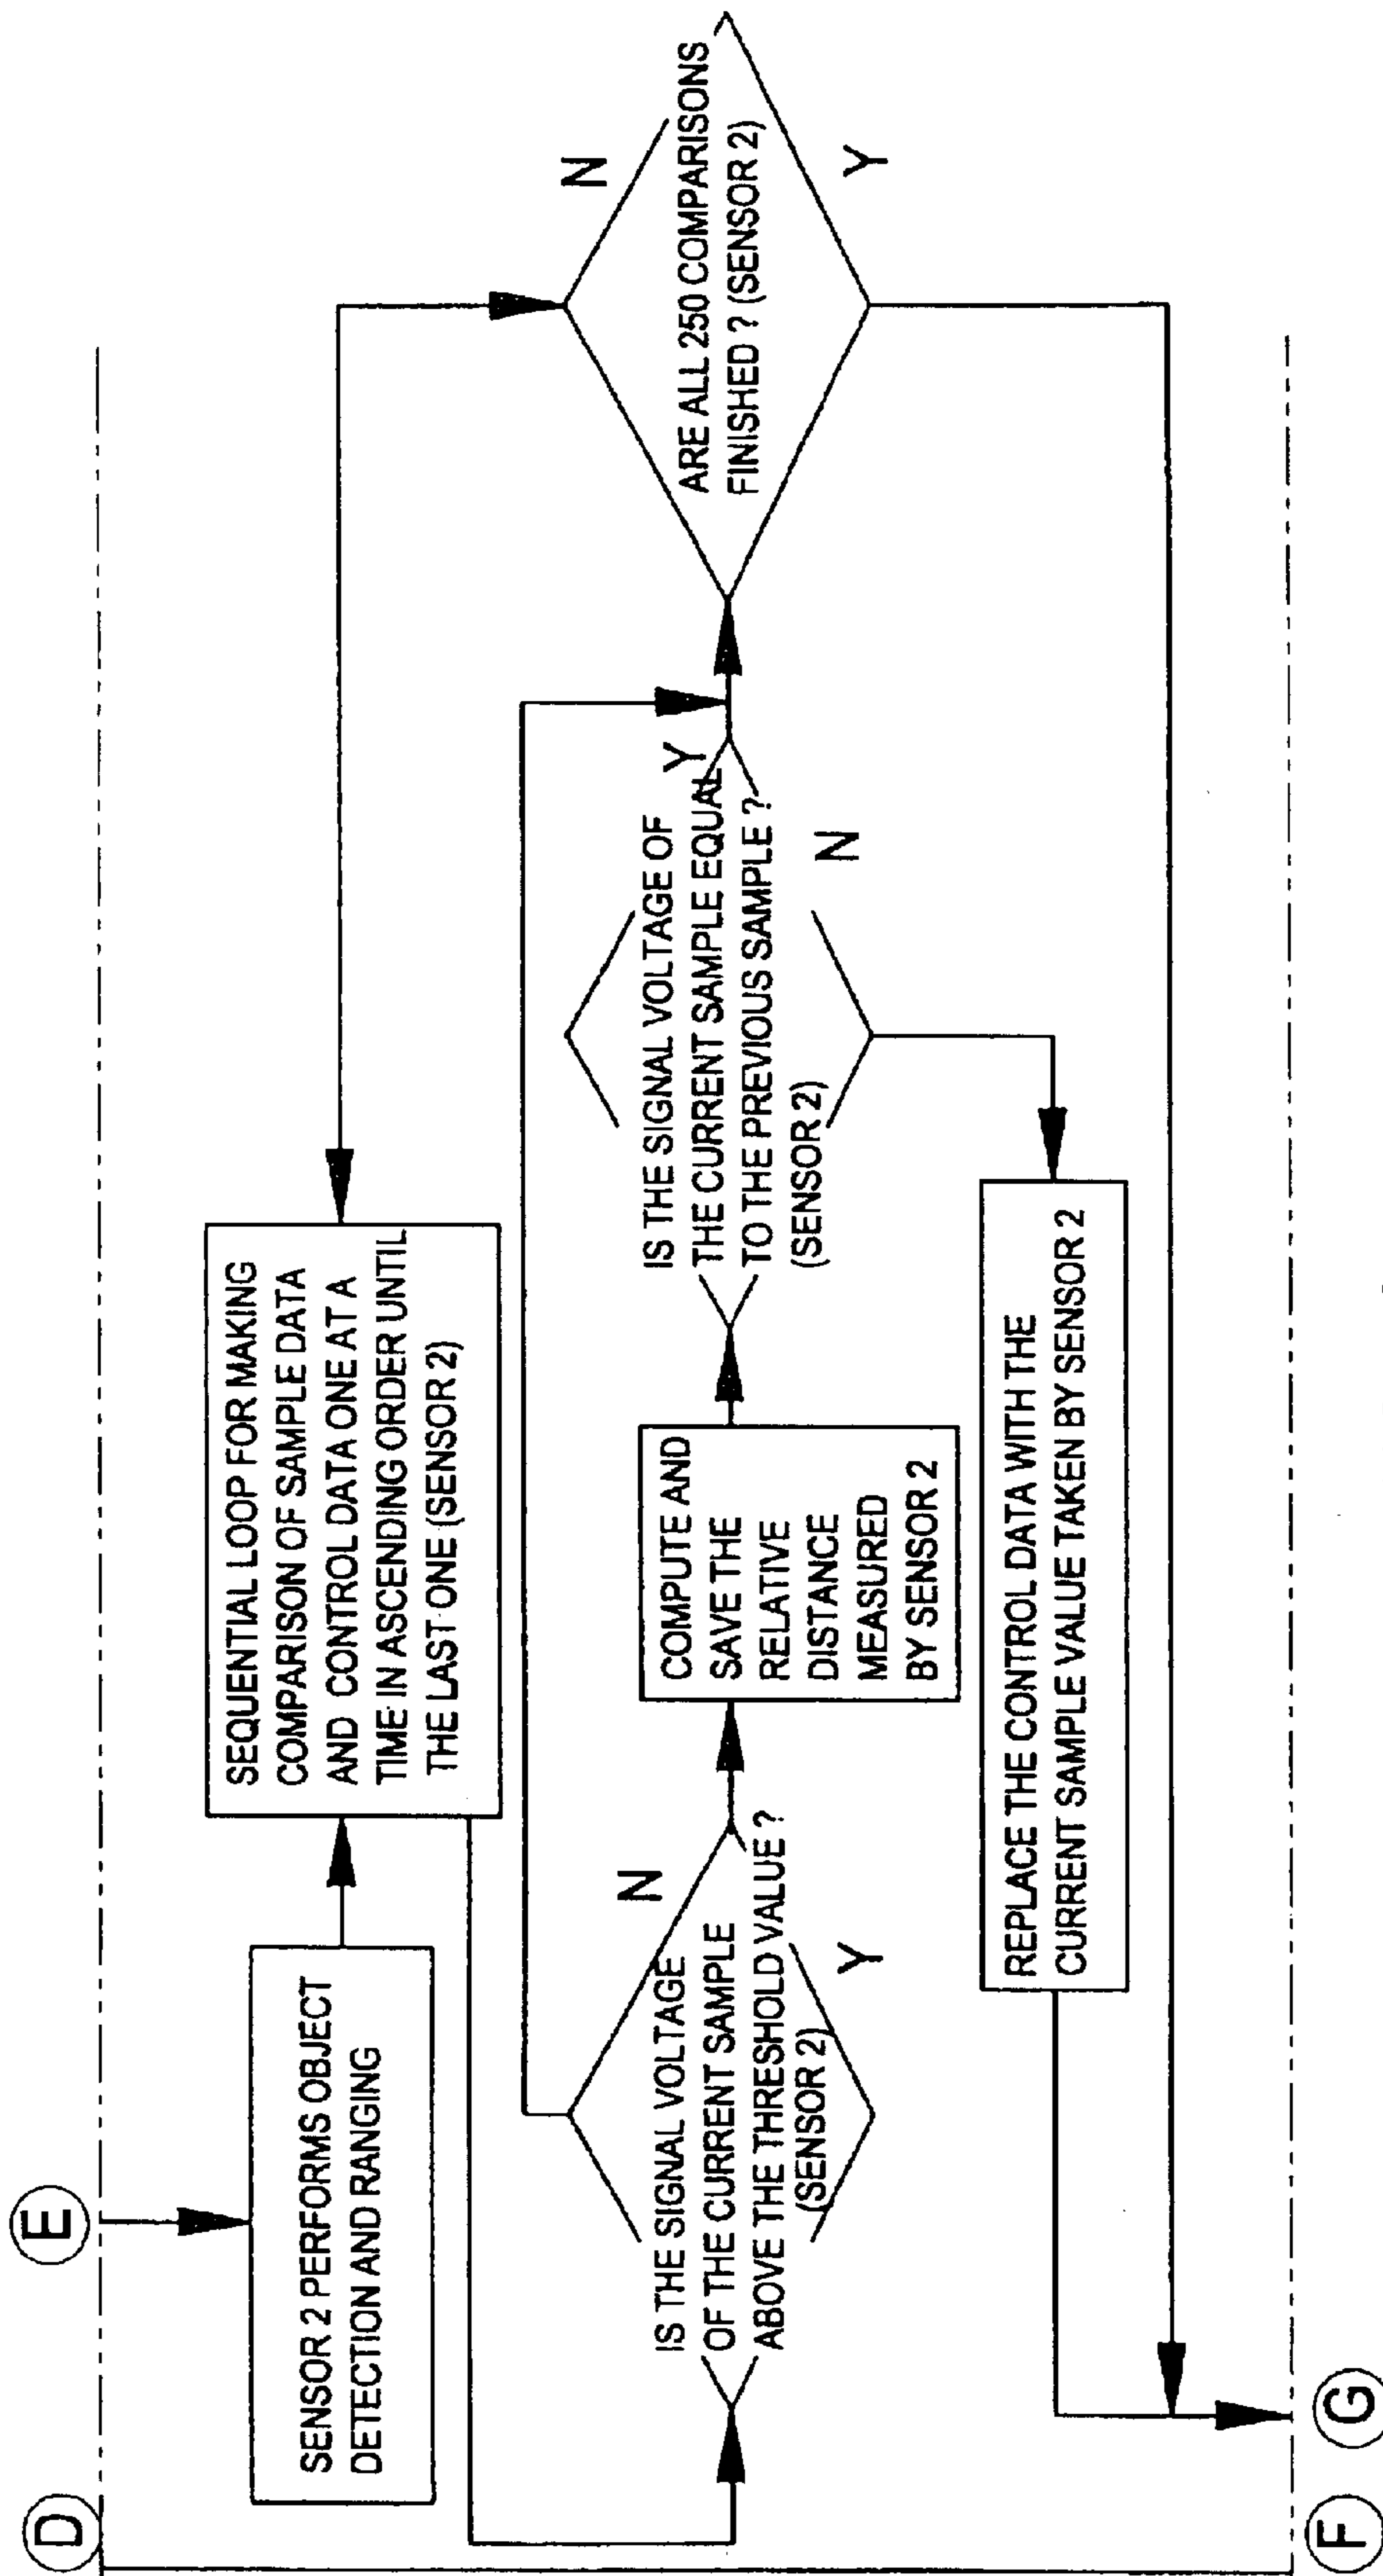 D
E
SENSOR 2 PERFORMS OBJECT
DETECTION AND RANGING
SEQUENTIAL LOOP FOR MAKING
COMPARISON OF SAMPLE DATA
AND CONTROL DATA ONE AT A
TIME IN ASCENDING ORDER UNTIL
THE LAST ONE (SENSOR 2)
IS THE SIGNAL VOLTAGE
OF THE CURRENT SAMPLE
ABOVE THE THRESHOLD VALUE ?
(SENSOR 2)
N
Y
COMPUTE AND
SAVE THE
RELATIVE
DISTANCE
MEASURED
BY SENSOR 2
IS THE SIGNAL VOLTAGE OF
THE CURRENT SAMPLE EQUAL
TO THE PREVIOUS SAMPLE ?
(SENSOR 2)
Y
N
ARE ALL 250 COMPARISONS
FINISHED ? (SENSOR 2)
N
Y
REPLACE THE CONTROL DATA WITH THE
CURRENT SAMPLE VALUE TAKEN BY SENSOR 2
F
G